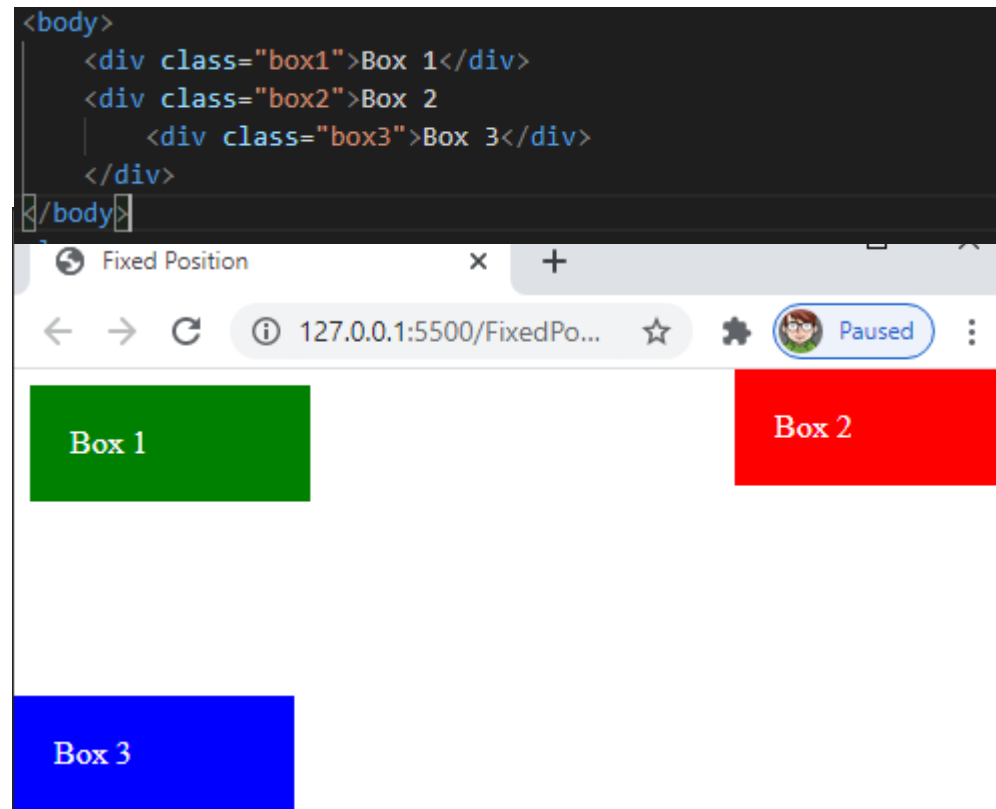 <body>
<div class="box1">Box 1</div>
<div class="box2">Box 2
<div class="box3">Box 3</div>
</div>
</body>
Fixed Position
127.0.0.1:5500/FixedPo...
Paused
Box 1
Box 2
Box 3